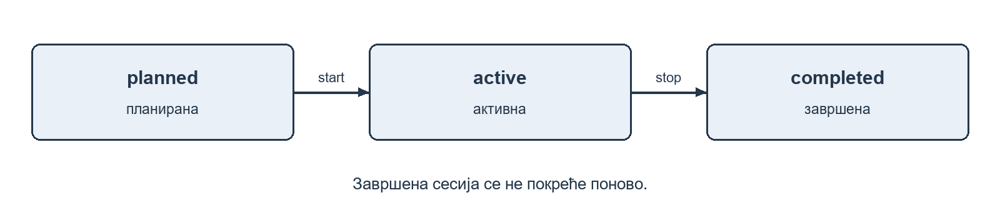 planned
планирана
start
active
активна
stop
completed
завршена
Завршена сесија се не покреће поново.